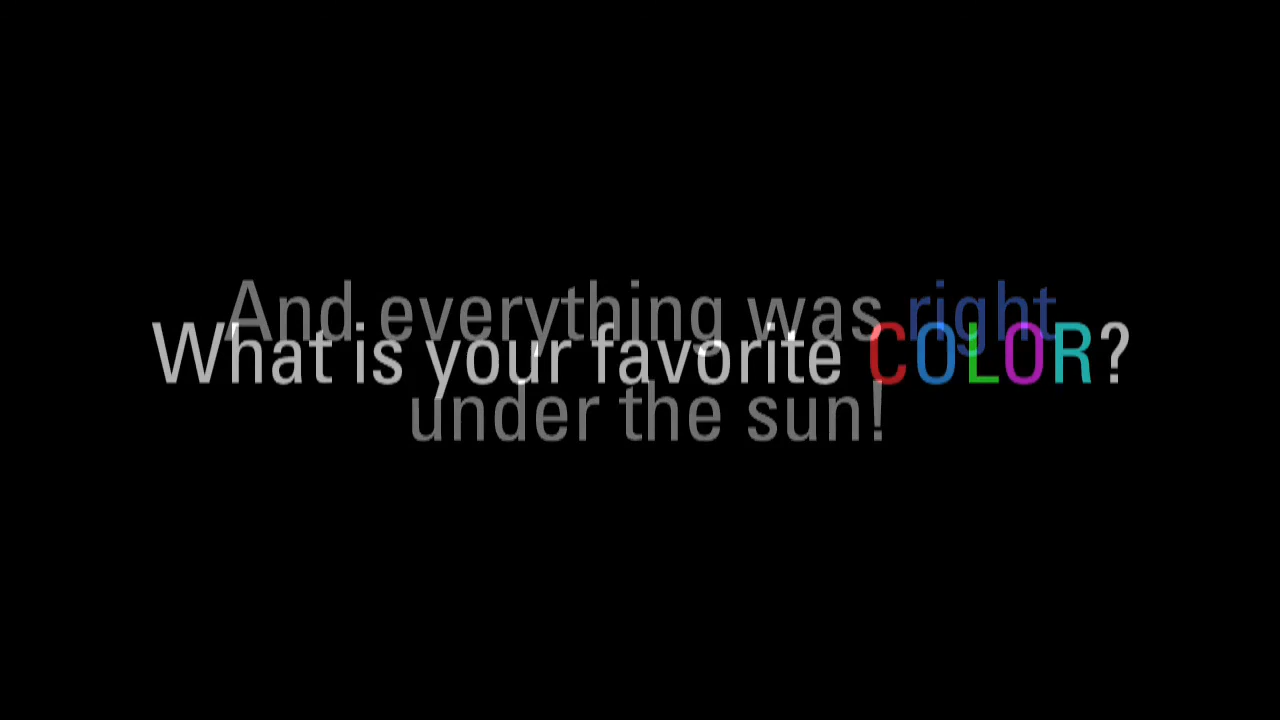 And everything was right
What is your favorite COLOR?
under the sun!